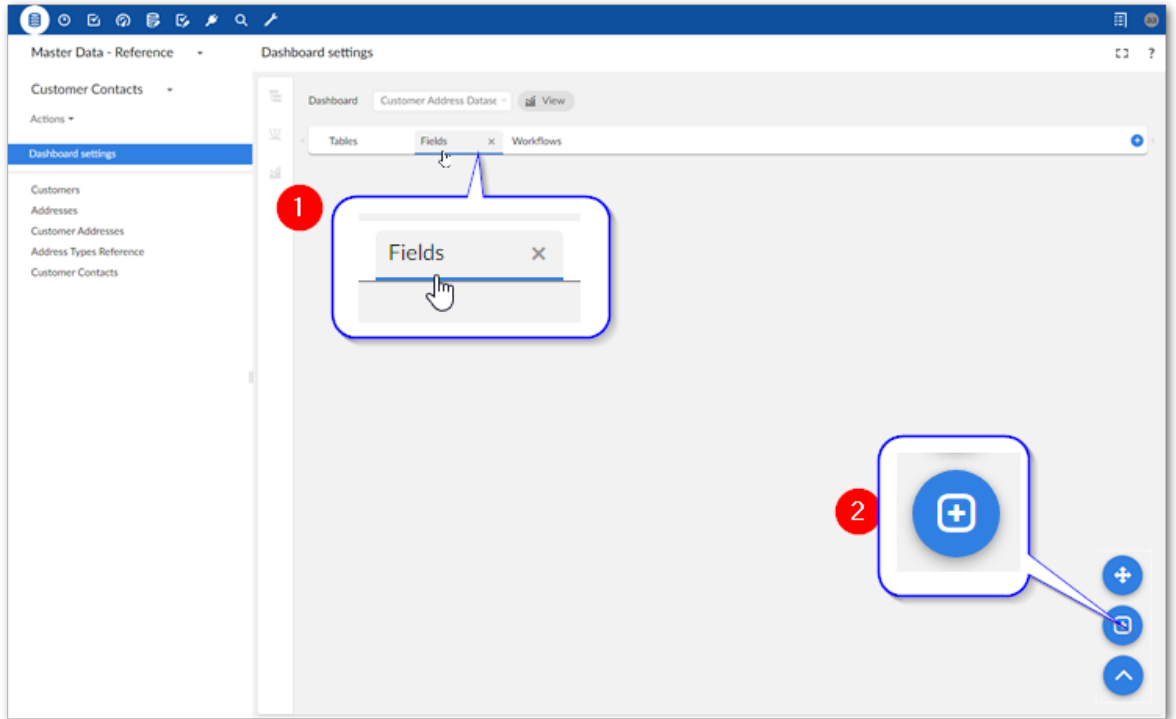 Master Data - Reference
Dashboard settings
?
Customer Contacts
Actions
Dashboard Customer Address Datase View
Dashboard settings
Tables Fields × Workflows
Customers
Addresses
Customer Addresses
Address Types Reference
Customer Contacts
1
Fields ×
2